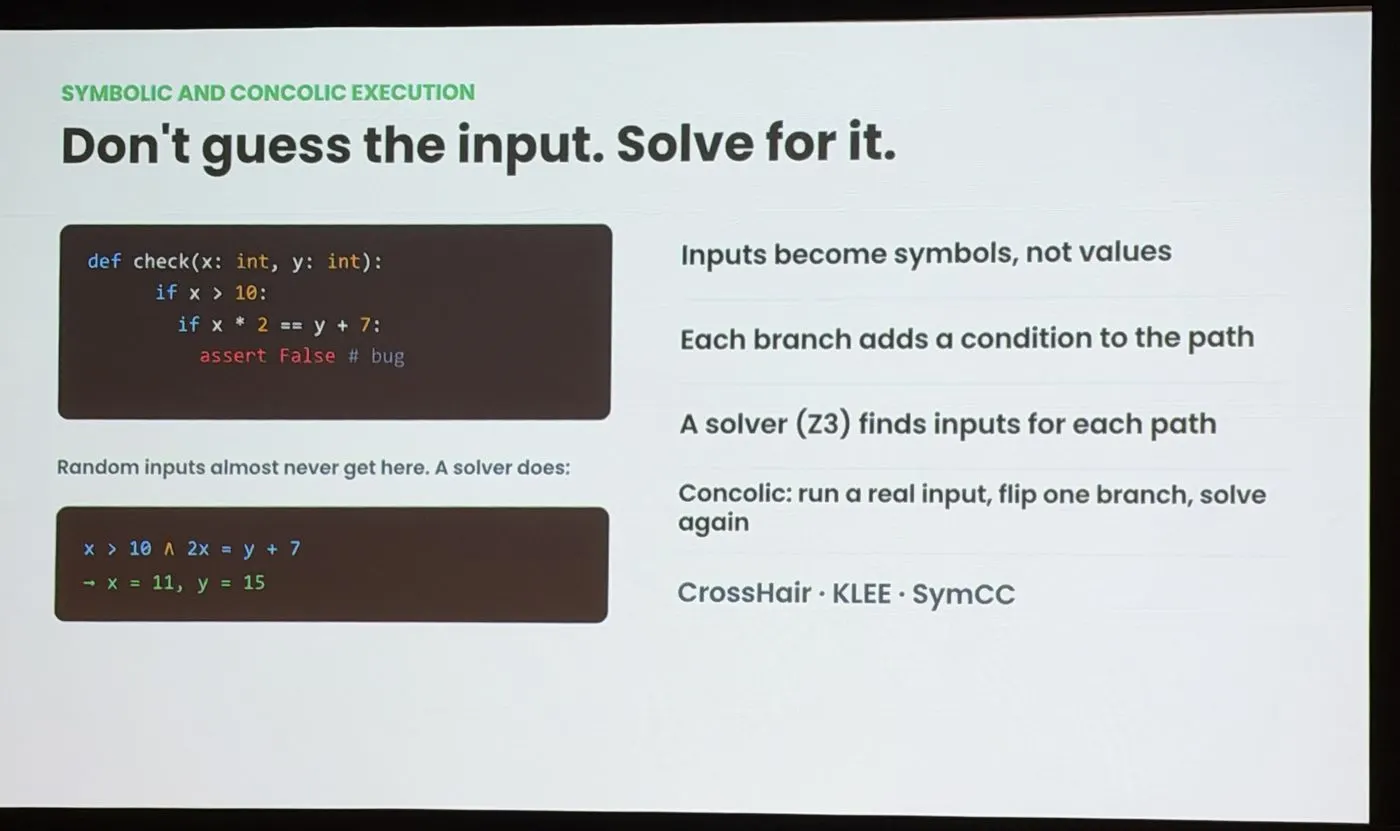 SYMBOLIC AND CONCOLIC EXECUTION
Don't guess the input. Solve for it.
def check(x: int, y: int):
if x > 10:
if x * 2 == y + 7:
assert False # bug
Random inputs almost never get here. A solver does:
x > 10 ∧ 2x = y + 7
→ x = 11, y = 15
Inputs become symbols, not values
Each branch adds a condition to the path
A solver (Z3) finds inputs for each path
Concolic: run a real input, flip one branch, solve
again
CrossHair · KLEE · SymCC